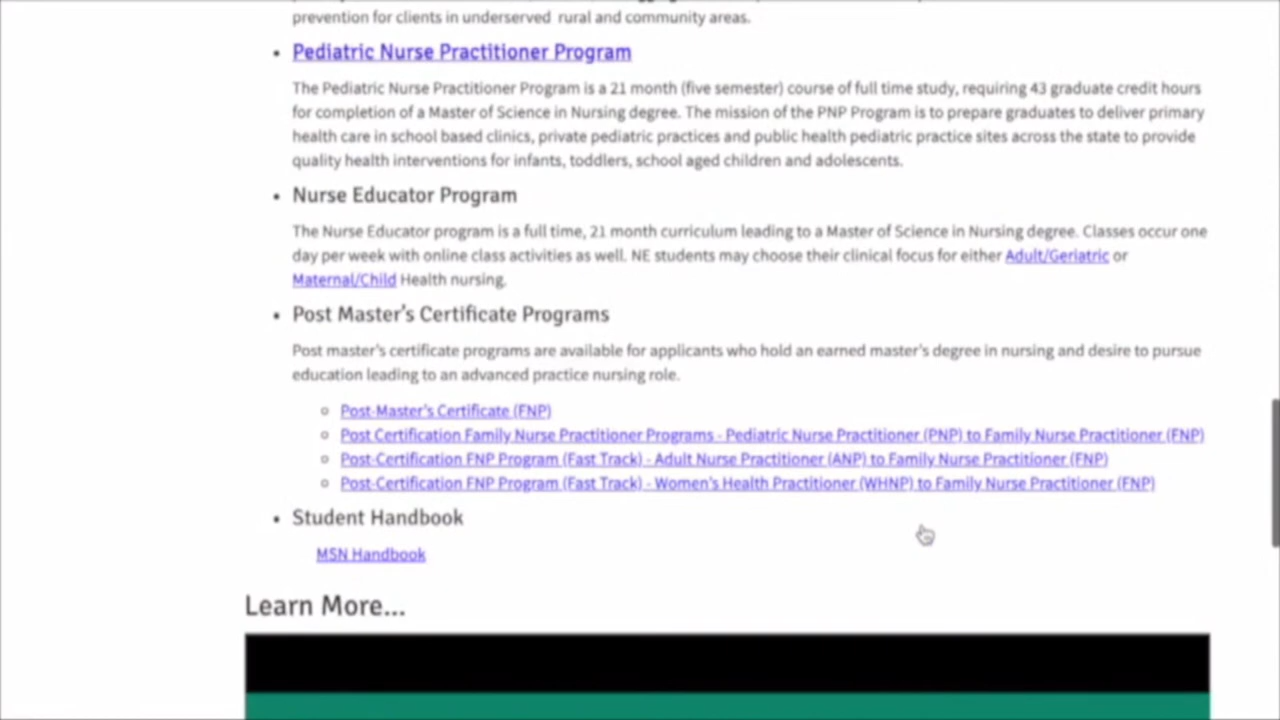 prevention for clients in underserved rural and community areas.
Pediatric Nurse Practitioner Program
The Pediatric Nurse Practitioner Program is a 21 month (five semester) course of full time study, requiring 43 graduate credit hours
for completion of a Master of Science in Nursing degree. The mission of the PNP Program is to prepare graduates to deliver primary
health care in school based clinics, private pediatric practices and public health pediatric practice sites across the state to provide
quality health interventions for infants, toddlers, school aged children and adolescents.
Nurse Educator Program
The Nurse Educator program is a full time, 21 month curriculum leading to a Master of Science in Nursing degree. Classes occur one
day per week with online class activities as well. NE students may choose their clinical focus for either Adult/Geriatric or
Maternal/Child Health nursing.
Post Master's Certificate Programs
Post master's certificate programs are available for applicants who hold an earned master's degree in nursing and desire to pursue
education leading to an advanced practice nursing role.
Post-Master's Certificate (FNP)
Post Certification Family Nurse Practitioner Programs - Pediatric Nurse Practitioner (PNP) to Family Nurse Practitioner (FNP)
Post-Certification FNP Program (Fast Track) - Adult Nurse Practitioner (ANP) to Family Nurse Practitioner (FNP)
Post-Certification FNP Program (Fast Track) - Women's Health Practitioner (WHNP) to Family Nurse Practitioner (FNP)
Student Handbook
MSN Handbook
Learn More...